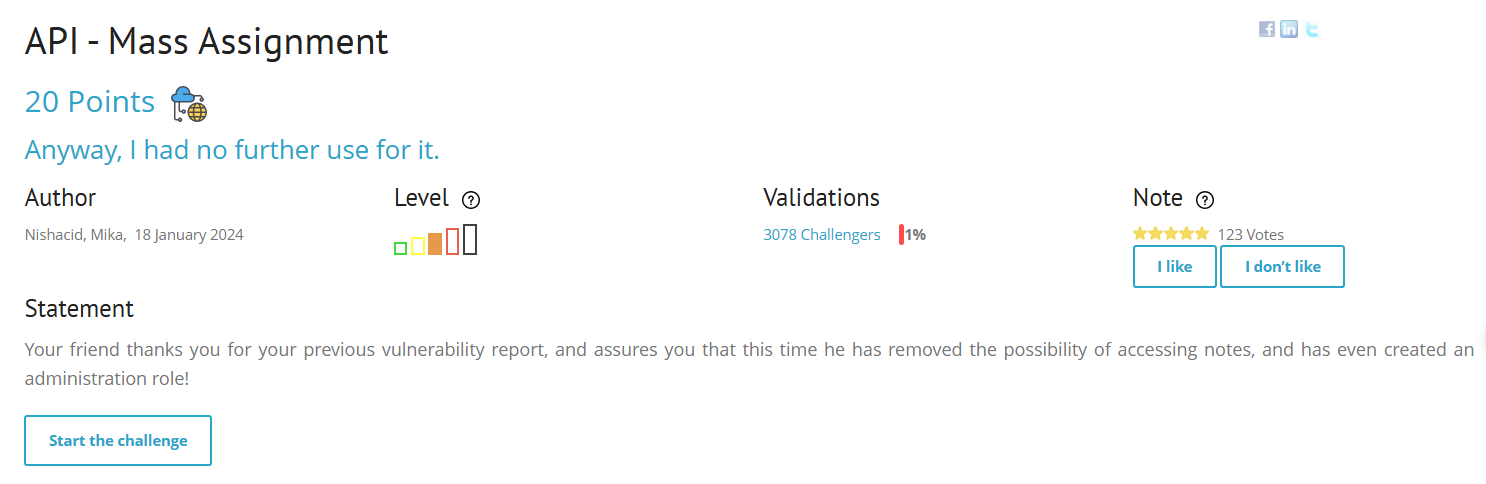 API - Mass Assignment
20 Points
Anyway, I had no further use for it.
Author
Level ?
Validations
Note ?
Nishacid, Mika, 18 January 2024
3078 Challengers 1%
123 Votes
I like
I don’t like
Statement
Your friend thanks you for your previous vulnerability report, and assures you that this time he has removed the possibility of accessing notes, and has even created an
administration role!
Start the challenge